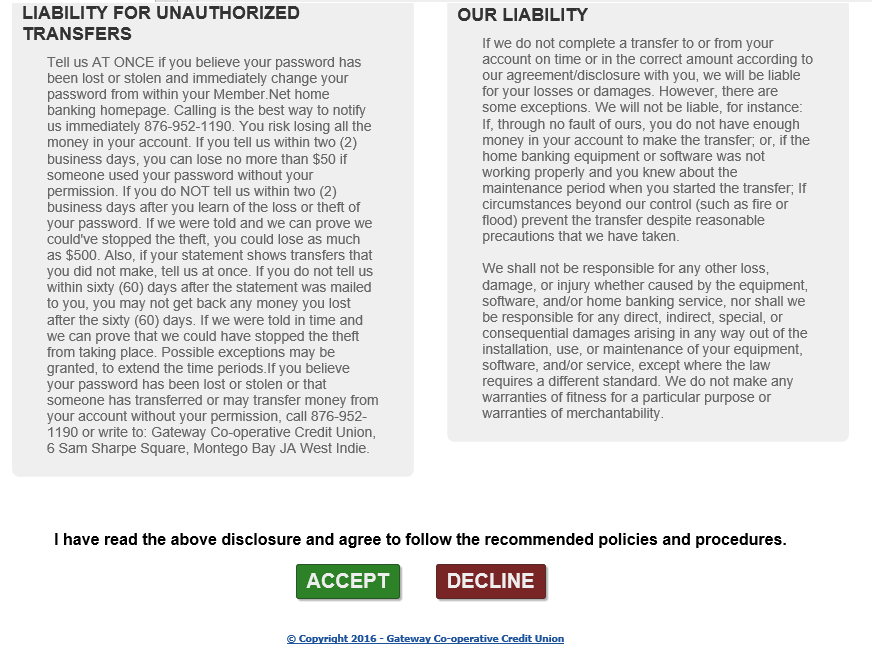 LIABILITY FOR UNAUTHORIZED
TRANSFERS
Tell us AT ONCE if you believe your password has
been lost or stolen and immediately change your
password from within your Member.Net home
banking homepage. Calling is the best way to notify
us immediately 876-952-1190. You risk losing all the
money in your account. If you tell us within two (2)
business days, you can lose no more than $50 if
someone used your password without your
permission. If you do NOT tell us within two (2)
business days after you learn of the loss or theft of
your password. If we were told and we can prove we
could've stopped the theft, you could lose as much
as $500. Also, if your statement shows transfers that
you did not make, tell us at once. If you do not tell us
within sixty (60) days after the statement was mailed
to you, you may not get back any money you lost
after the sixty (60) days. If we were told in time and
we can prove that we could have stopped the theft
from taking place. Possible exceptions may be
granted, to extend the time periods.If you believe
your password has been lost or stolen or that
someone has transferred or may transfer money from
your account without your permission, call 876-952-
1190 or write to: Gateway Co-operative Credit Union,
6 Sam Sharpe Square, Montego Bay JA West Indie.
OUR LIABILITY
If we do not complete a transfer to or from your
account on time or in the correct amount according to
our agreement/disclosure with you, we will be liable
for your losses or damages. However, there are
some exceptions. We will not be liable, for instance:
If, through no fault of ours, you do not have enough
money in your account to make the transfer; or, if the
home banking equipment or software was not
working properly and you knew about the
maintenance period when you started the transfer; If
circumstances beyond our control (such as fire or
flood) prevent the transfer despite reasonable
precautions that we have taken.
We shall not be responsible for any other loss,
damage, or injury whether caused by the equipment,
software, and/or home banking service, nor shall we
be responsible for any direct, indirect, special, or
consequential damages arising in any way out of the
installation, use, or maintenance of your equipment,
software, and/or service, except where the law
requires a different standard. We do not make any
warranties of fitness for a particular purpose or
warranties of merchantability.
I have read the above disclosure and agree to follow the recommended policies and procedures.
ACCEPT
DECLINE
© Copyright 2016 - Gateway Co-operative Credit Union